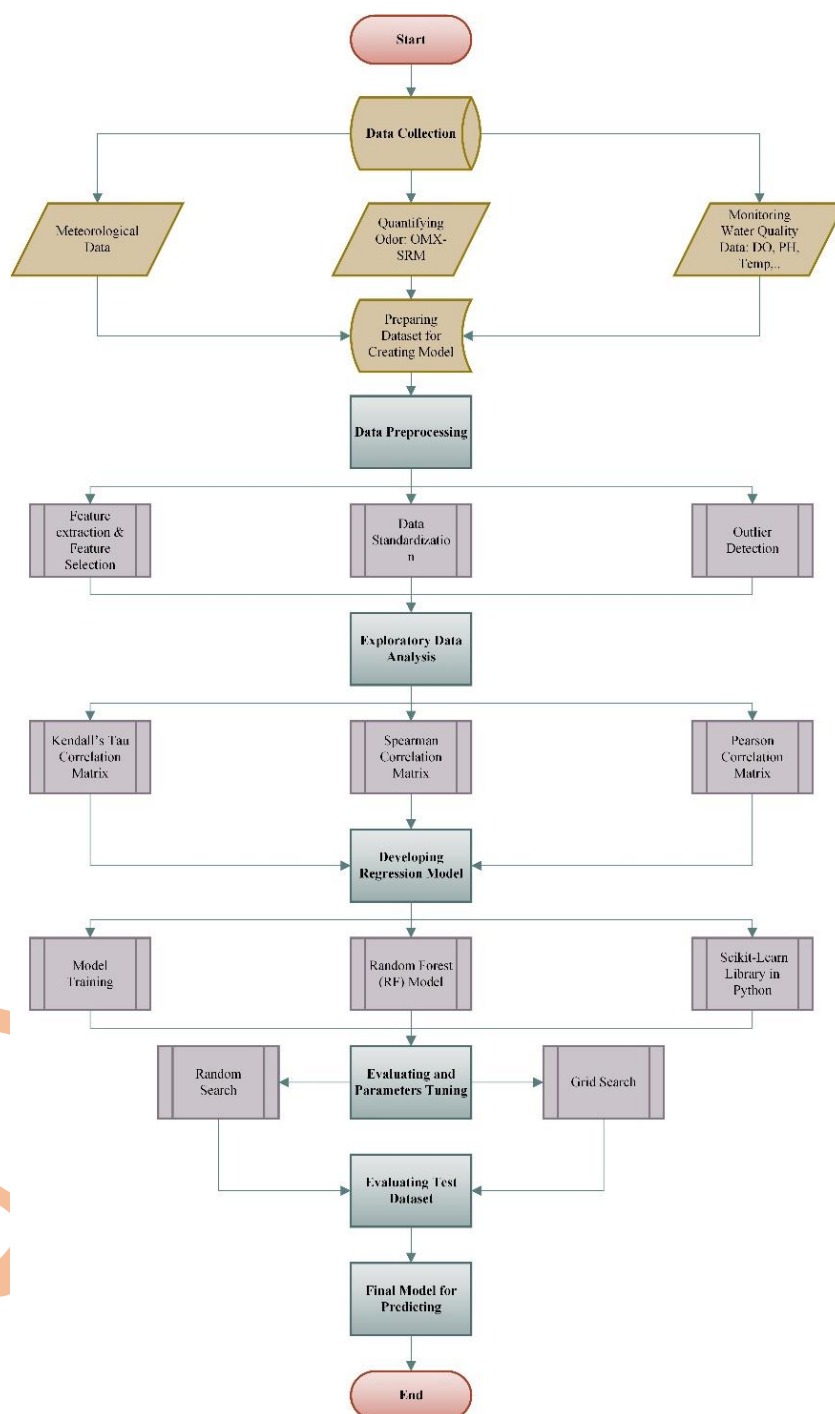 Start
Data Collection
Meteorological
Data
Quantifying
Odor: OMX-
SRM
Monitoring
Water Quality
Data: DO, PH,
Temp,..
Preparing
Dataset for
Creating Model
Data Preprocessing
Feature
extraction &
Feature
Selection
Data
Standardizatio
n
Outlier
Detection
Exploratory Data
Analysis
Kendall's Tau
Correlation
Matrix
Spearman
Correlation
Matrix
Pearson
Correlation
Matrix
Developing
Regression Model
Model
Training
Random Forest
(RF) Model
Scikit-Learn
Library in
Python
Random
Search
Evaluating and
Parameters Tuning
Grid Search
Evaluating Test
Dataset
Final Model for
Predicting
End